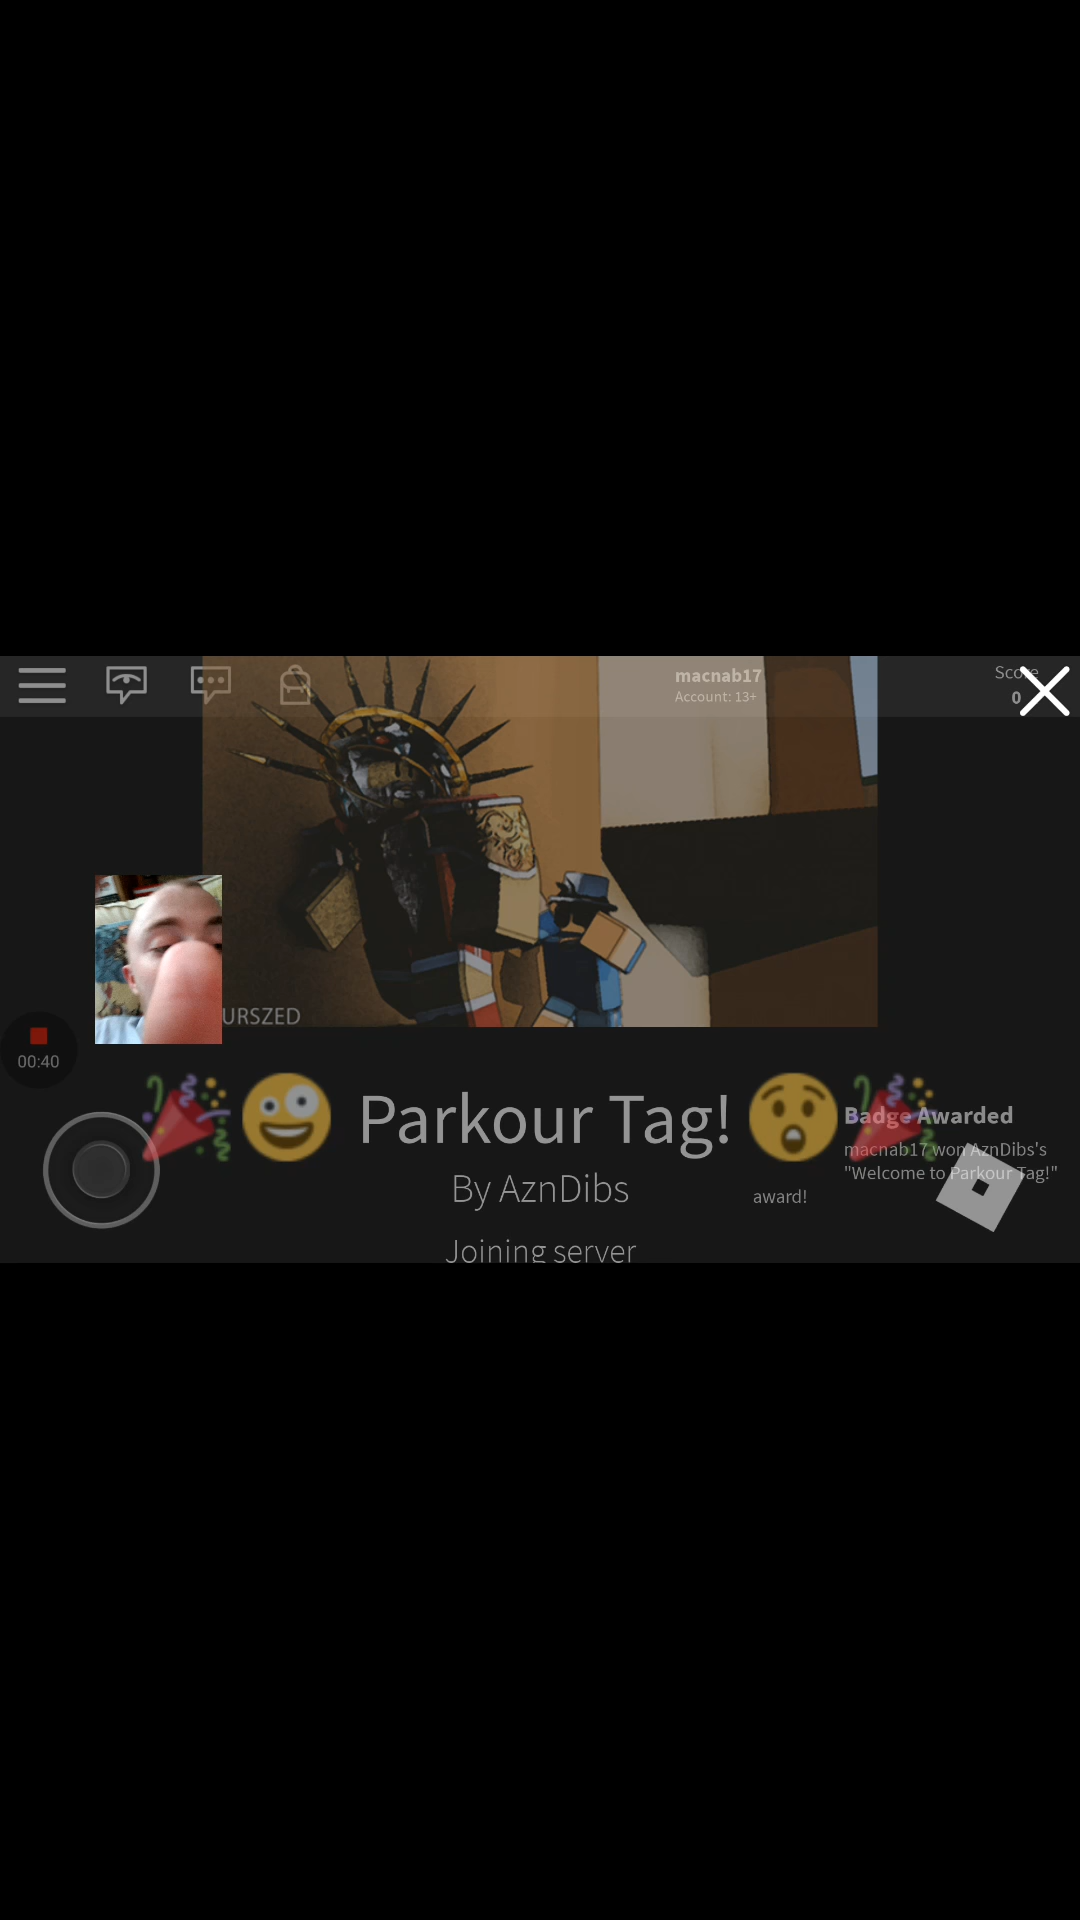 macnab17
Account: 13+
Score
0
URSZED
00:40
Parkour Tag!
By AznDibs
Joining server
Badge Awarded
macnab17 won AznDibs's
"Welcome to Parkour Tag!"
award!